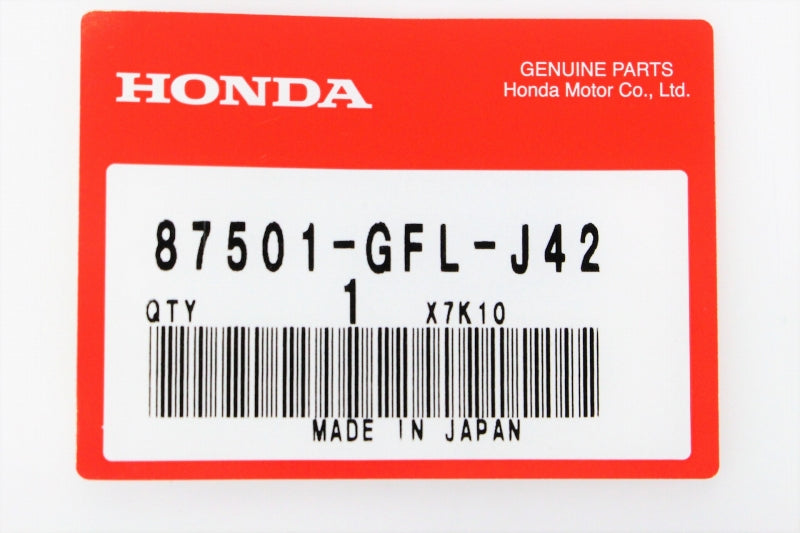 HONDA
GENUINE PARTS
Honda Motor Co., Ltd.
87501-GFL-J42
QTY 1 X7K10
MADE IN JAPAN